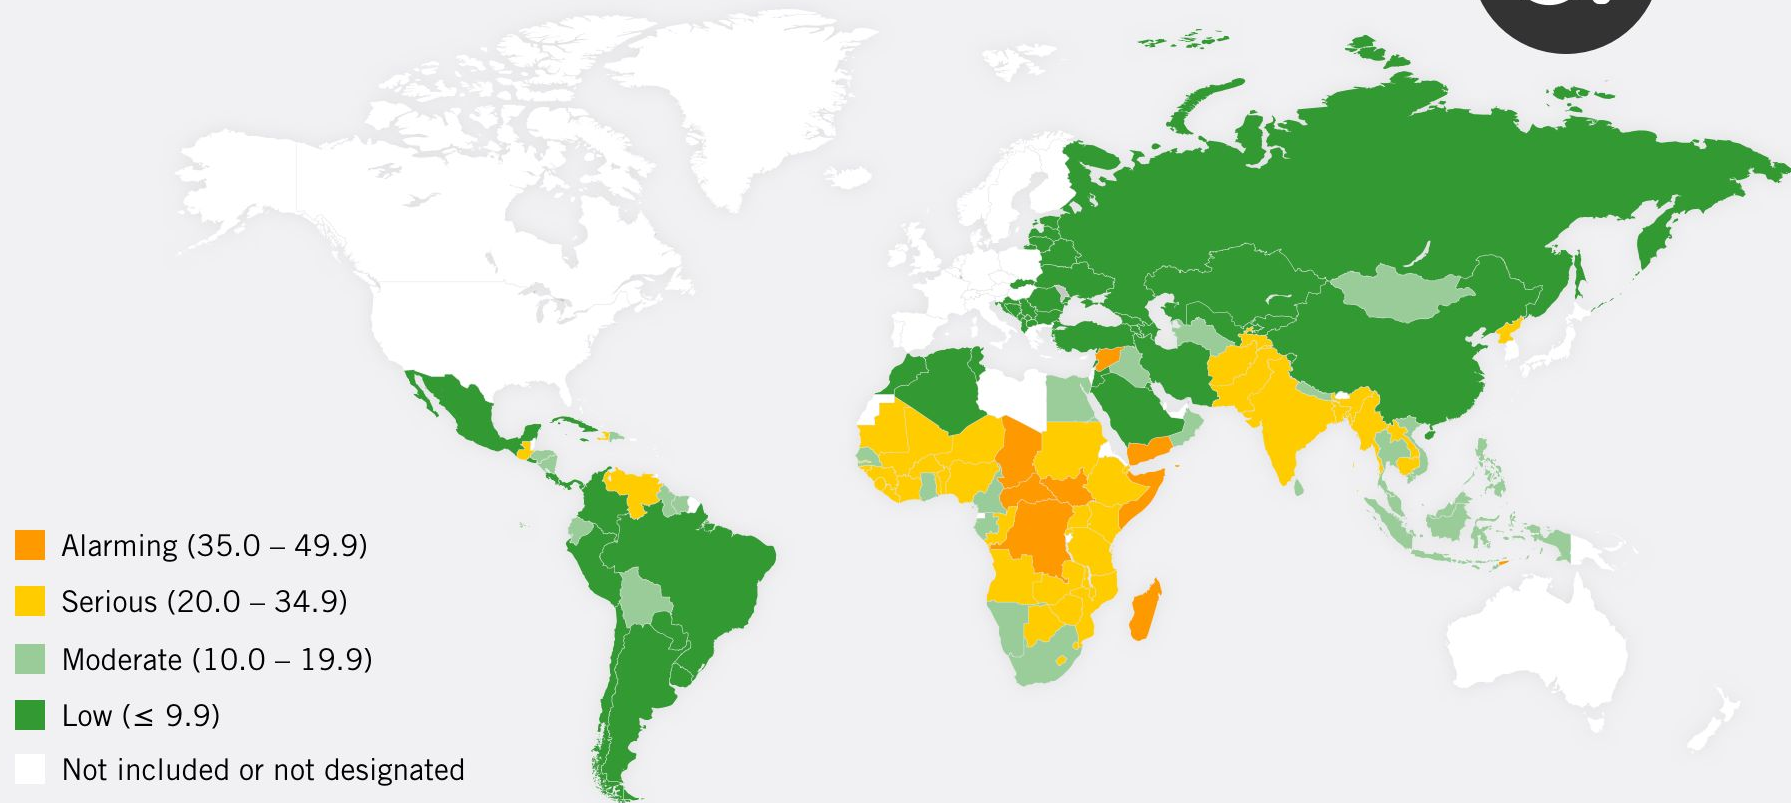 Alarming (35.0 – 49.9)
Serious (20.0 – 34.9)
Moderate (10.0 – 19.9)
Low (≤ 9.9)
Not included or not designated